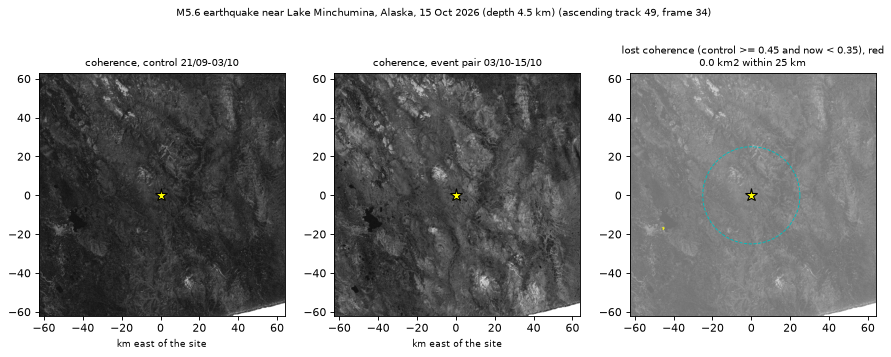 M5.6 earthquake near Lake Minchumina, Alaska, 15 Oct 2026 (depth 4.5 km) (ascending track 49, frame 34)
coherence, control 21/09-03/10
coherence, event pair 03/10-15/10
lost coherence (control >= 0.45 and now < 0.35), red
0.0 km2 within 25 km
60
40
20
0
−20
−40
−60
−60 −40 −20 0 20 40 60
km east of the site
60
40
20
0
−20
−40
−60
−60 −40 −20 0 20 40 60
km east of the site
60
40
20
0
−20
−40
−60
−60 −40 −20 0 20 40 60